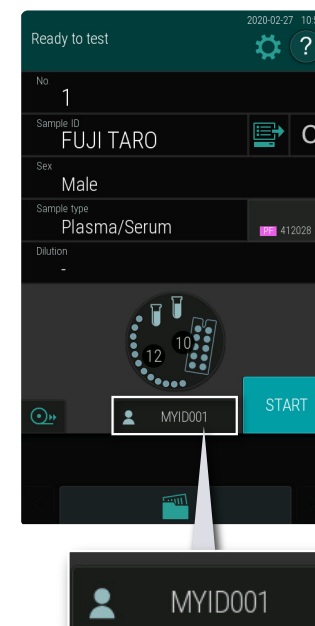 2020-02-27 10:5
Ready to test
?
No.
1
Sample ID
FUJI TARO
C
Sex
Male
Sample type
Plasma/Serum
PF 412028
Dilution
-
12 10
MYID001
START
MYID001